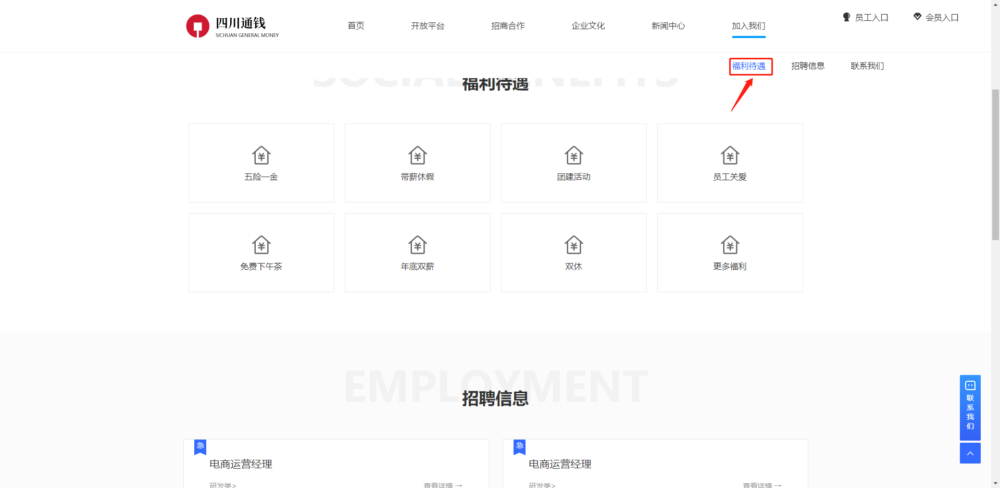 四川通钱
SICHUAN GENERAL MONEY
首页
开放平台
招商合作
企业文化
新闻中心
加入我们
员工入口
会员入口
福利待遇
招聘信息
联系我们
SOCIAL BENEFITS
福利待遇
五险一金
带薪休假
团建活动
员工关爱
免费下午茶
年底双薪
双休
更多福利
EMPLOYMENT
招聘信息
急
电商运营经理
研发类>
查看详情 →
急
电商运营经理
研发类>
查看详情 →
联系我们